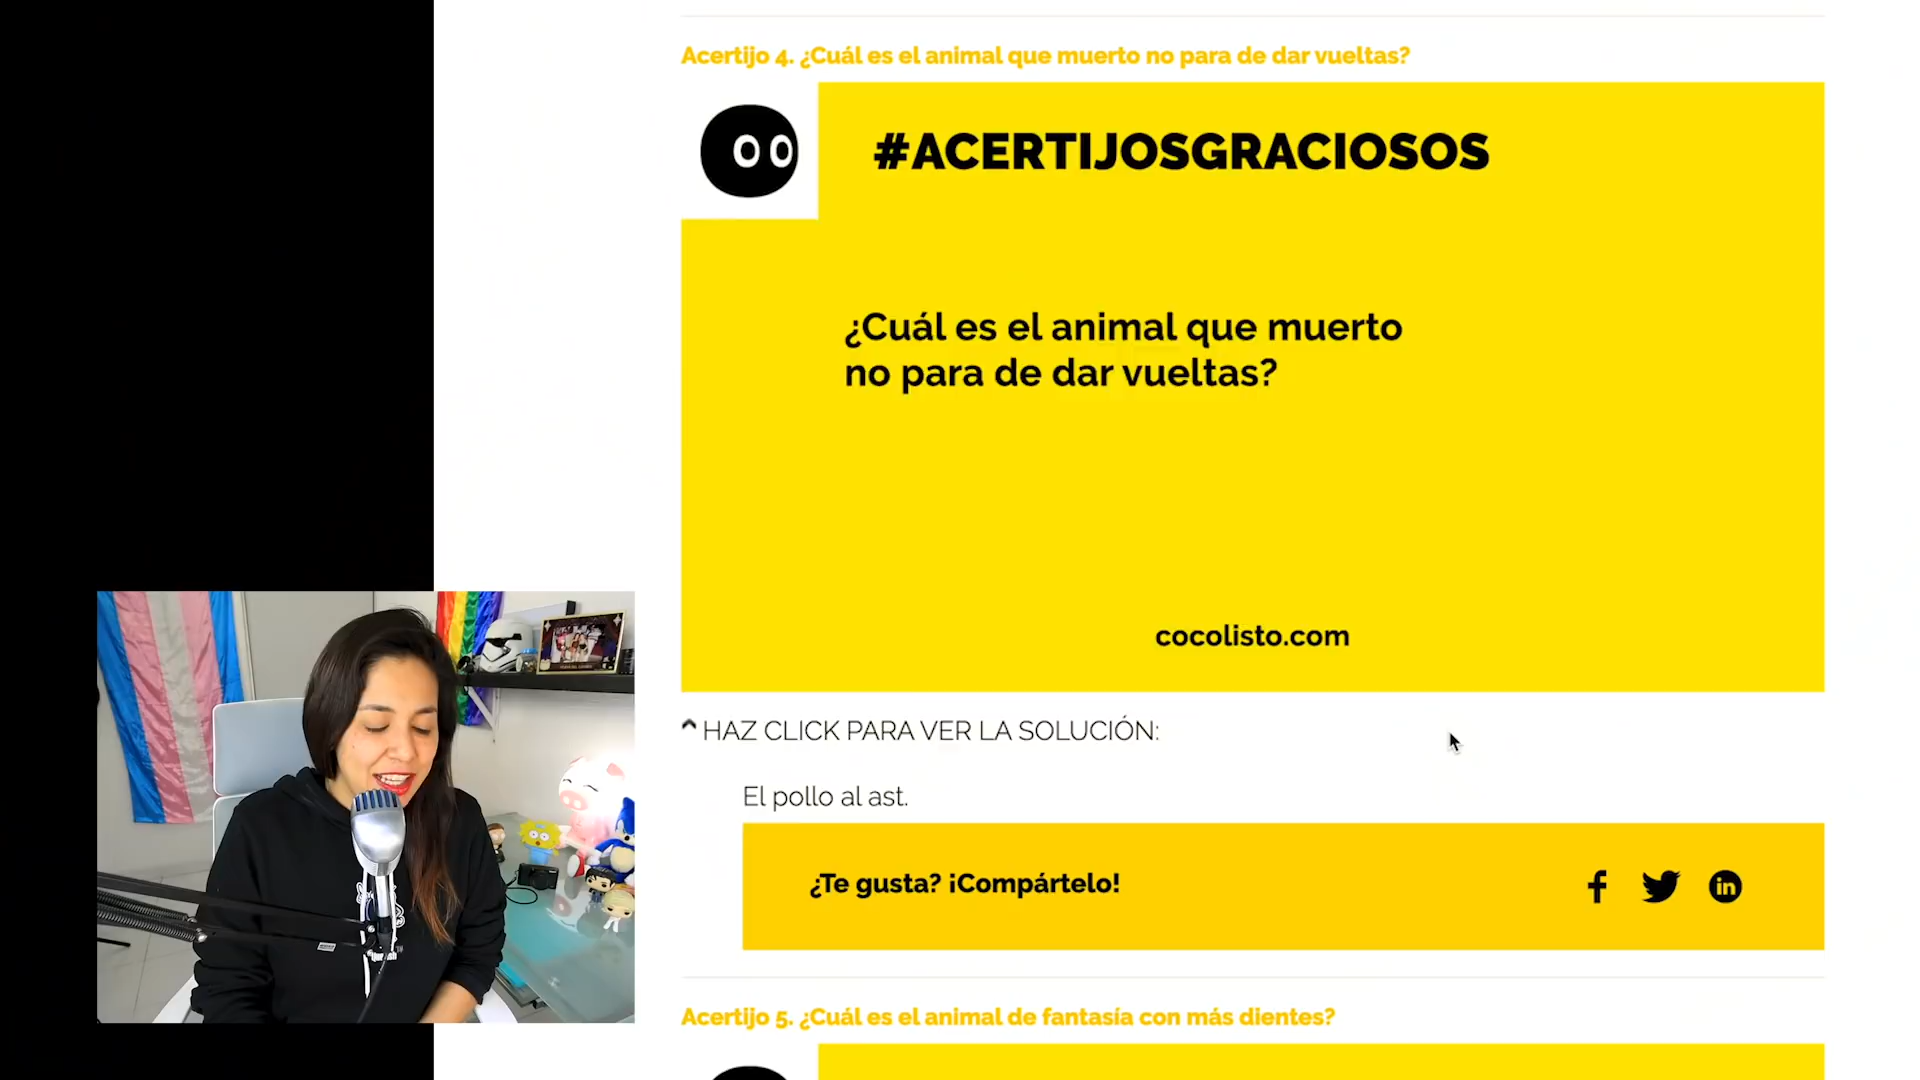 Acertijo 4. ¿Cuál es el animal que muerto no para de dar vueltas?
#ACERTIJOSGRACIOSOS
¿Cuál es el animal que muerto
no para de dar vueltas?
cocolisto.com
HAZ CLICK PARA VER LA SOLUCIÓN:
El pollo al ast.
¿Te gusta? ¡Compártelo!
Acertijo 5. ¿Cuál es el animal de fantasía con más dientes?